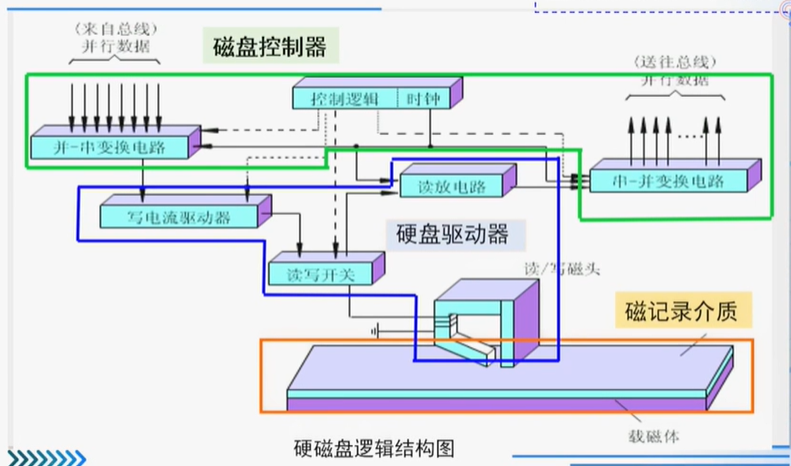 （来自总线）
并行数据
磁盘控制器
（送往总线）
并行数据
控制逻辑 时钟
并-串变换电路
读放电路
串-并变换电路
写电流驱动器
硬盘驱动器
读写开关
读/写磁头
磁记录介质
载磁体
硬磁盘逻辑结构图